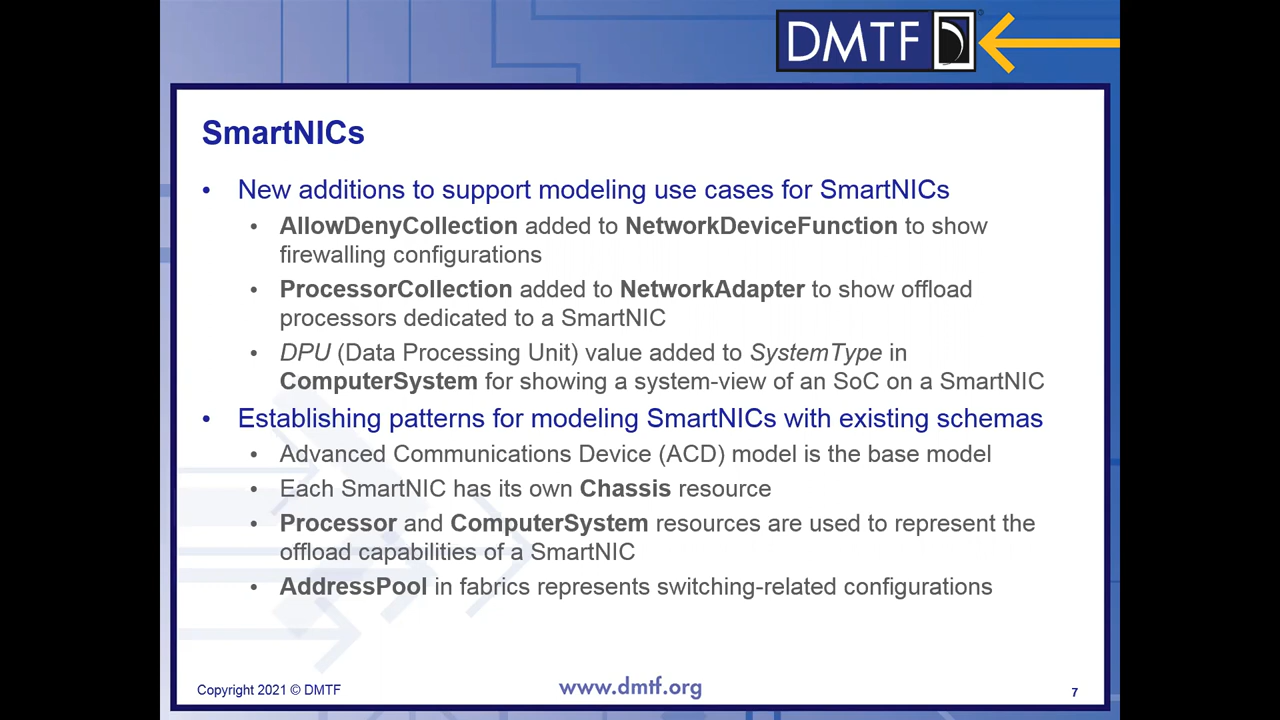 DMTF
SmartNICs
• New additions to support modeling use cases for SmartNICs
• AllowDenyCollection added to NetworkDeviceFunction to show
firewalling configurations
• ProcessorCollection added to NetworkAdapter to show offload
processors dedicated to a SmartNIC
• DPU (Data Processing Unit) value added to SystemType in
ComputerSystem for showing a system-view of an SoC on a SmartNIC
• Establishing patterns for modeling SmartNICs with existing schemas
• Advanced Communications Device (ACD) model is the base model
• Each SmartNIC has its own Chassis resource
• Processor and ComputerSystem resources are used to represent the
offload capabilities of a SmartNIC
• AddressPool in fabrics represents switching-related configurations
Copyright 2021 © DMTF
www.dmtf.org
7